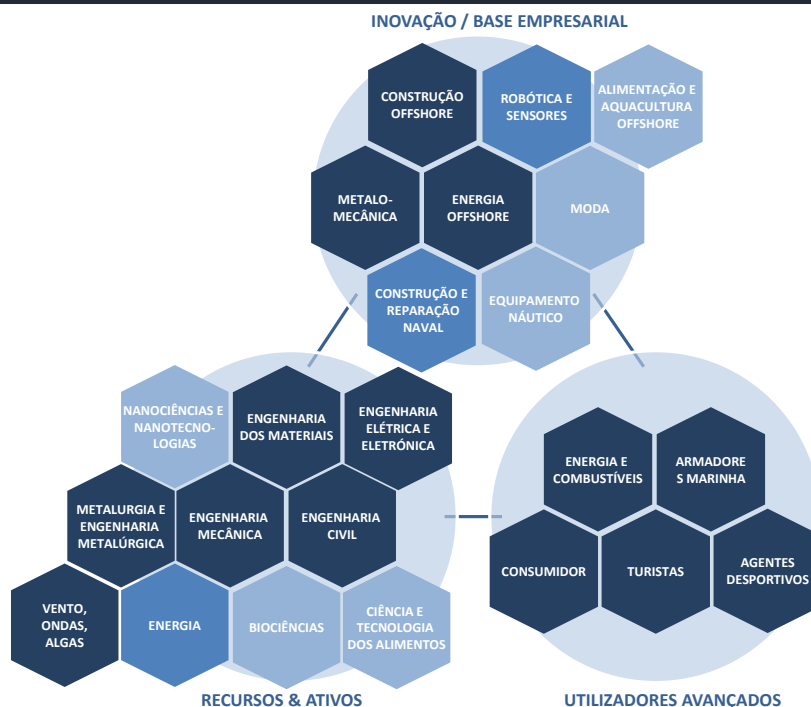 INOVAÇÃO / BASE EMPRESARIAL
CONSTRUÇÃO
OFFSHORE
ROBÓTICA E
SENSORES
ALIMENTAÇÃO E
AQUACULTURA
OFFSHORE
METALO-
MECÂNICA
ENERGIA
OFFSHORE
MODA
CONSTRUÇÃO E
REPARAÇÃO
NAVAL
EQUIPAMENTO
NÁUTICO
NANOCIÊNCIAS E
NANOTECNO-
LOGIAS
ENGENHARIA
DOS MATERIAIS
ENGENHARIA
ELÉTRICA E
ELETRÓNICA
METALURGIA E
ENGENHARIA
METALÚRGICA
ENGENHARIA
MECÂNICA
ENGENHARIA
CIVIL
VENTO,
ONDAS,
ALGAS
ENERGIA
BIOCIÊNCIAS
CIÊNCIA E
TECNOLOGIA
DOS ALIMENTOS
RECURSOS & ATIVOS
ENERGIA E
COMBUSTÍVEIS
ARMADORE
S MARINHA
CONSUMIDOR
TURISTAS
AGENTES
DESPORTIVOS
UTILIZADORES AVANÇADOS